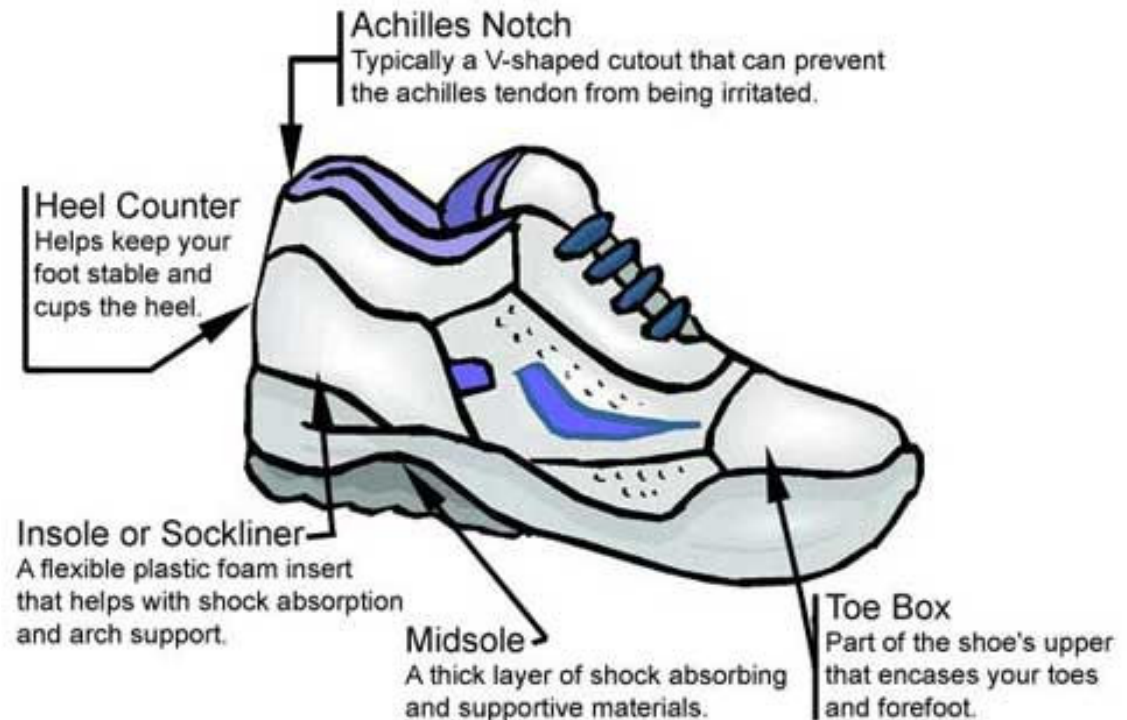 Achilles Notch
Typically a V-shaped cutout that can prevent
the achilles tendon from being irritated.
Heel Counter
Helps keep your
foot stable and
cups the heel.
Insole or Sockliner
A flexible plastic foam insert
that helps with shock absorption
and arch support.
Midsole
A thick layer of shock absorbing
and supportive materials.
Toe Box
Part of the shoe's upper
that encases your toes
and forefoot.